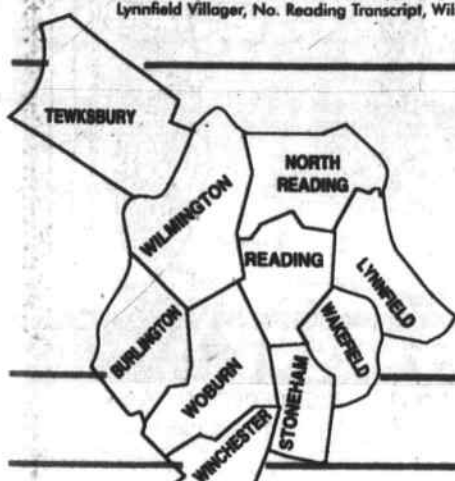 Lynnfield Villager, No. Reading Transcript, Wil
TEWKSBURY
NORTH
READING
WILMINGTON
READING
LYNNFIELD
BURLINGTON
WAKEFIELD
WOBURN
STONEHAM
WINCHESTER